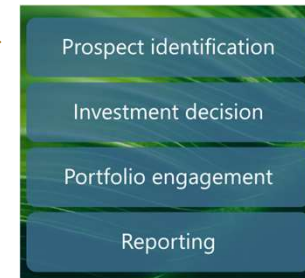 Prospect identification
Investment decision
Portfolio engagement
Reporting